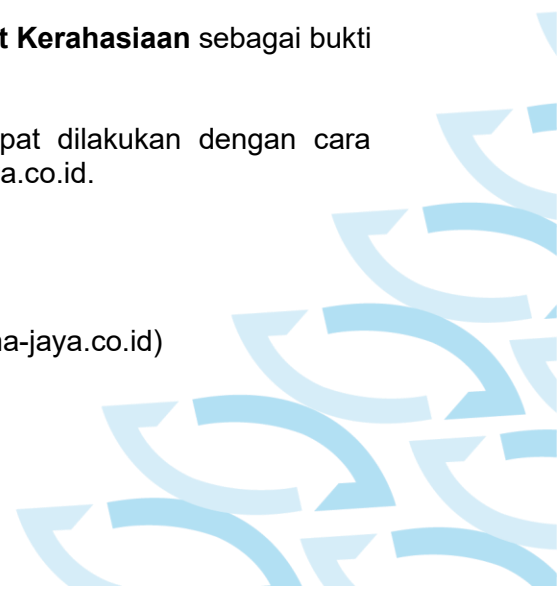 t Kerahasiaan sebagai bukti
pat dilakukan dengan cara
a.co.id.
a-jaya.co.id)